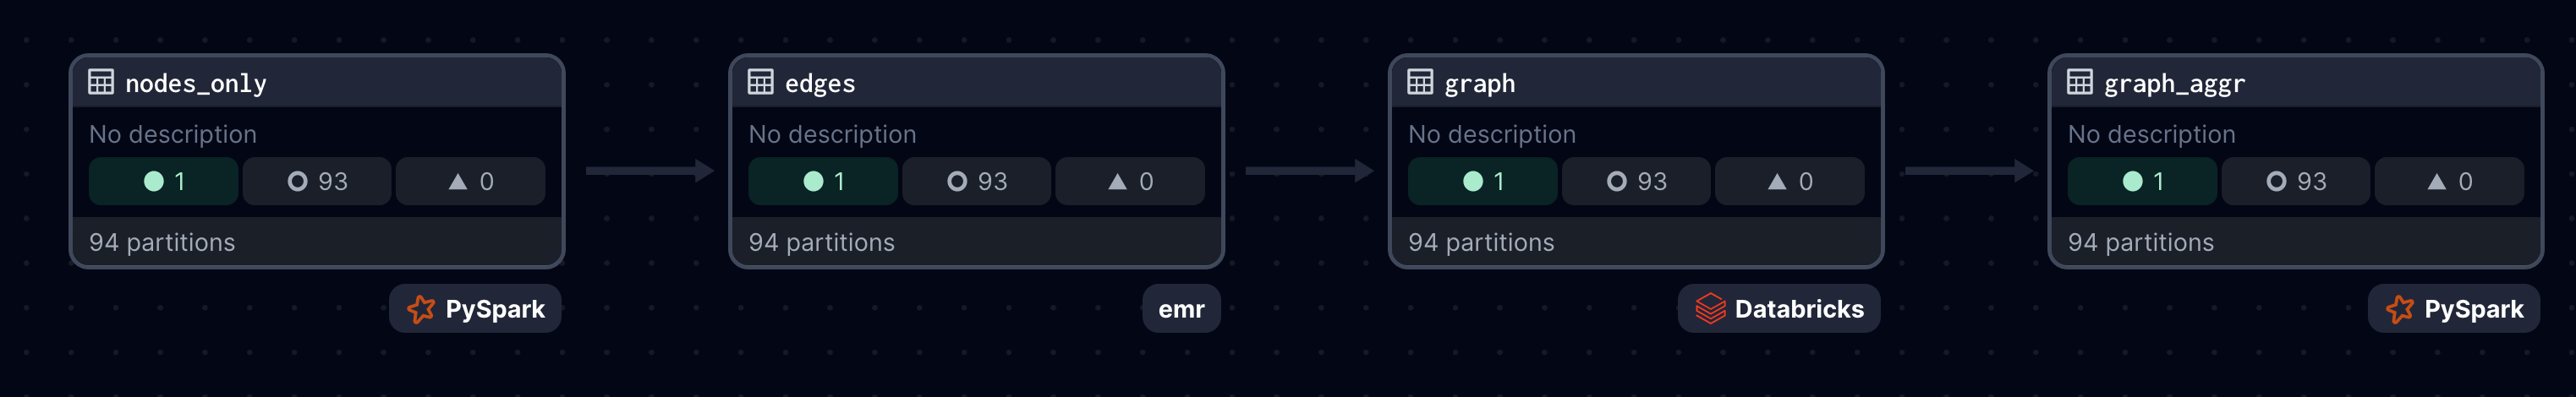 nodes_only
No description
1 93 0
94 partitions
PySpark
edges
No description
1 93 0
94 partitions
emr
graph
No description
1 93 0
94 partitions
Databricks
graph_aggr
No description
1 93 0
94 partitions
PySpark